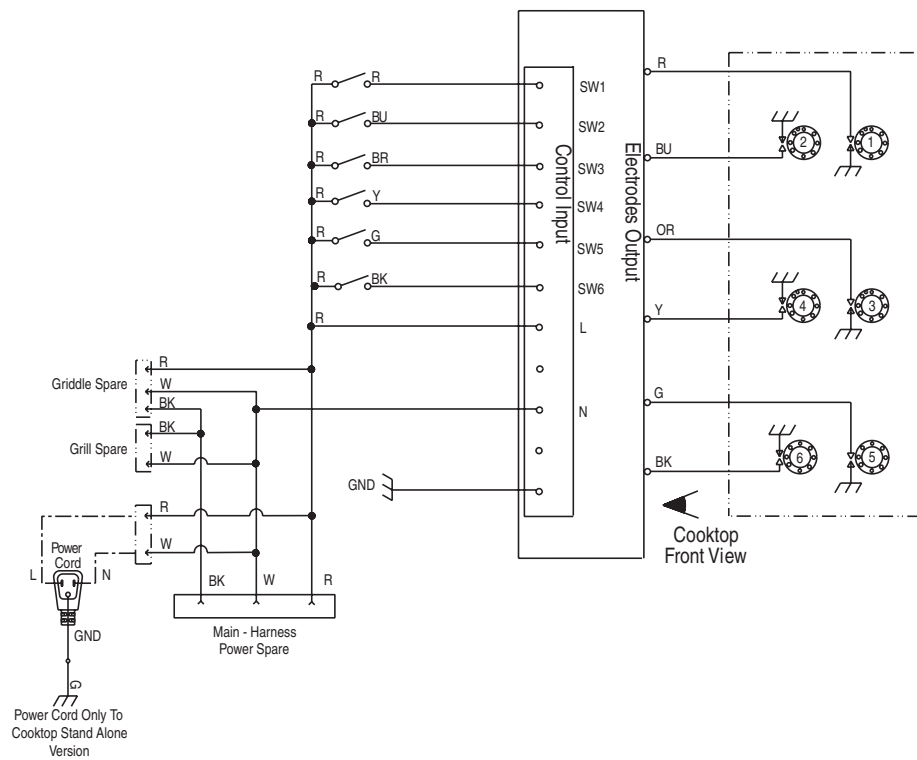 R R SW1
R BU SW2
R BR SW3
R Y SW4
R G SW5
R BK SW6
R L
N
GND
Control Input
Electrodes Output
R
BU
OR
Y
G
BK
2 1
4 3
6 5
Cooktop
Front View
Griddle Spare
R
W
BK
Grill Spare
BK
W
R
W
Power
Cord
L N
GND
G
Power Cord Only To
Cooktop Stand Alone
Version
BK W R
Main - Harness
Power Spare